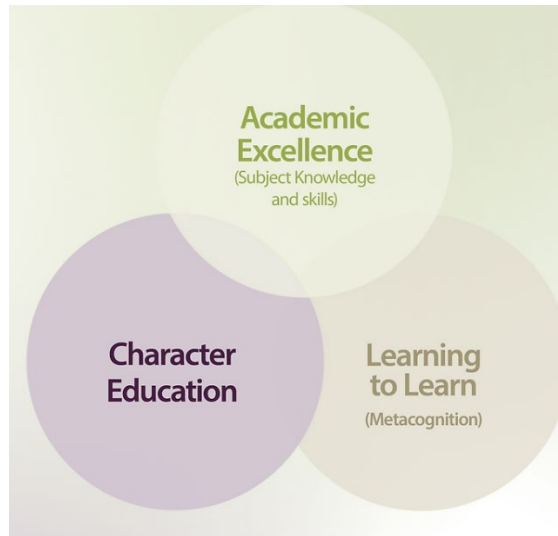 Academic
Excellence
(Subject Knowledge
and skills)
Character
Education
Learning
to Learn
(Metacognition)